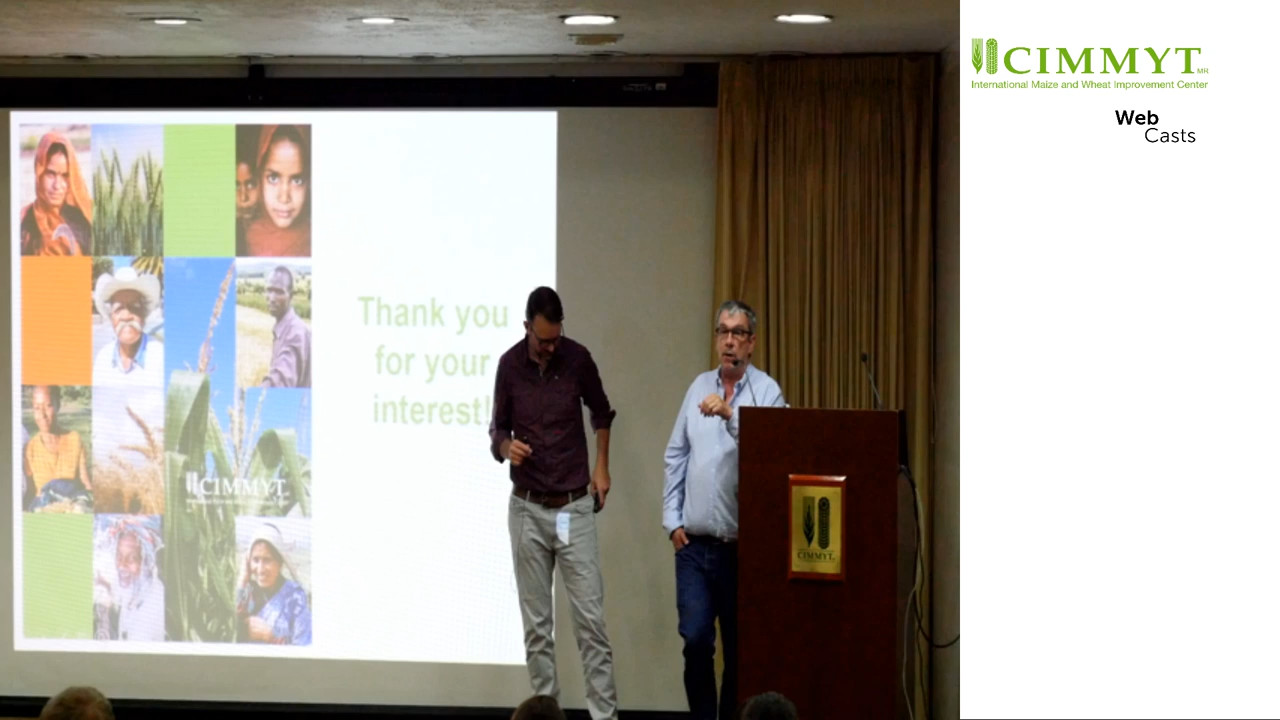 Thank you
for your
interest!
CIMMYT
CIMMYT
CIMMYT MR
International Maize and Wheat Improvement Center
Web
Casts